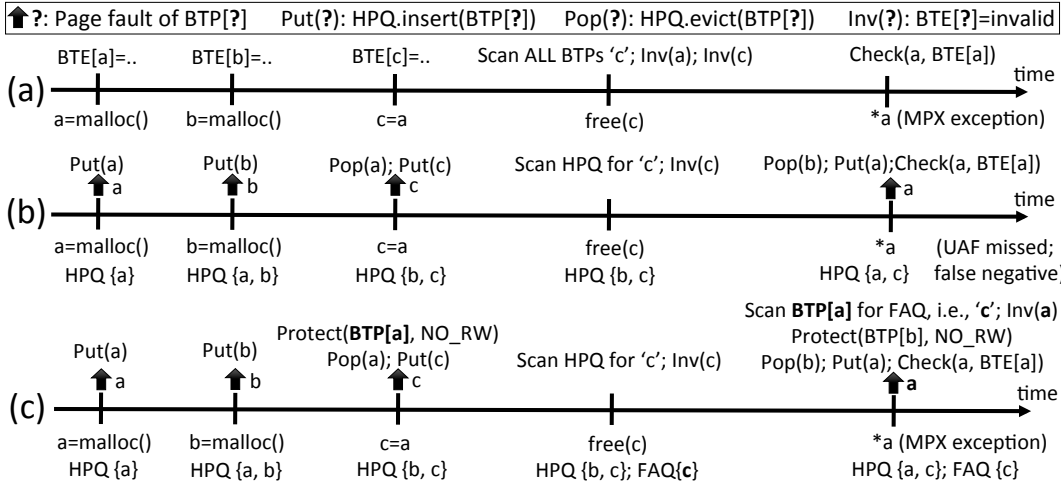 ?: Page fault of BTP[?] Put(?): HPQ.insert(BTP[?]) Pop(?): HPQ.evict(BTP[?]) Inv(?): BTE[?]=invalid
BTE[a]=.. BTE[b]=.. BTE[c]=.. Scan ALL BTPs ‘c’; Inv(a); Inv(c) Check(a, BTE[a])
(a) time
a=malloc() b=malloc() c=a free(c) *a (MPX exception)
Put(a) Put(b) Pop(a); Put(c) Scan HPQ for ‘c’; Inv(c) Pop(b); Put(a);Check(a, BTE[a])
a b c a
(b) time
a=malloc() b=malloc() c=a free(c) *a (UAF missed;
HPQ {a} HPQ {a, b} HPQ {b, c} HPQ {b, c} HPQ {a, c} false negative)
Scan BTP[a] for FAQ, i.e., ‘c’; Inv(a)
Protect(BTP[a], NO_RW) Protect(BTP[b], NO_RW)
Put(a) Put(b) Pop(a); Put(c) Scan HPQ for ‘c’; Inv(c) Pop(b); Put(a); Check(a, BTE[a])
a b c a
(c) time
a=malloc() b=malloc() c=a free(c) *a (MPX exception)
HPQ {a} HPQ {a, b} HPQ {b, c} HPQ {b, c}; FAQ{c} HPQ {a, c}; FAQ {c}